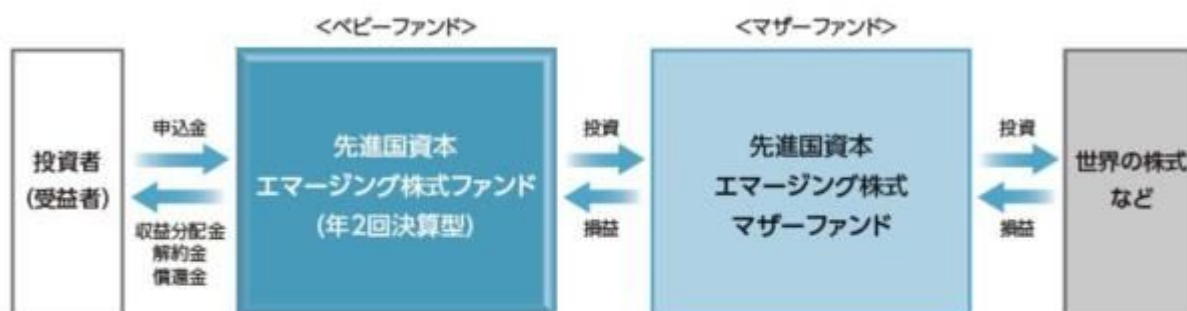 <ベビーファンド>
<マザーファンド>
投資者
(受益者)
申込金
収益分配金
解約金
償還金
先進国資本
エマージング株式ファンド
(年2回決算型)
投資
損益
先進国資本
エマージング株式
マザーファンド
投資
損益
世界の株式
など